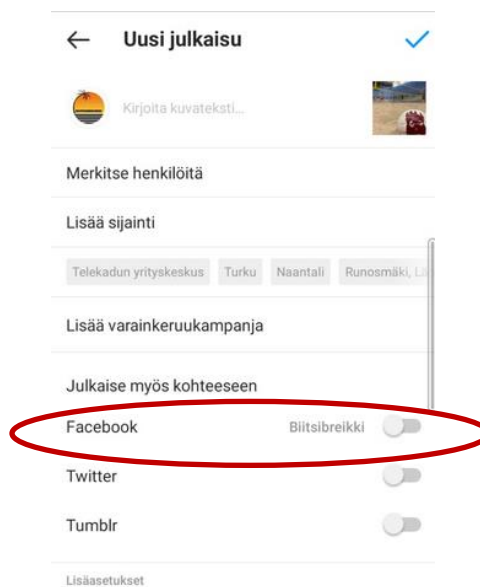 Uusi julkaisu
Kirjoita kuvateksti...
Merkitse henkilöitä
Lisää sijainti
Telekadun yrityskeskus Turku Naantali Runosmäki,
Lisää varainkeruukampanja
Julkaise myös kohteeseen
Facebook Biitsibreikki
Twitter
Tumblr
Lisäasetukset